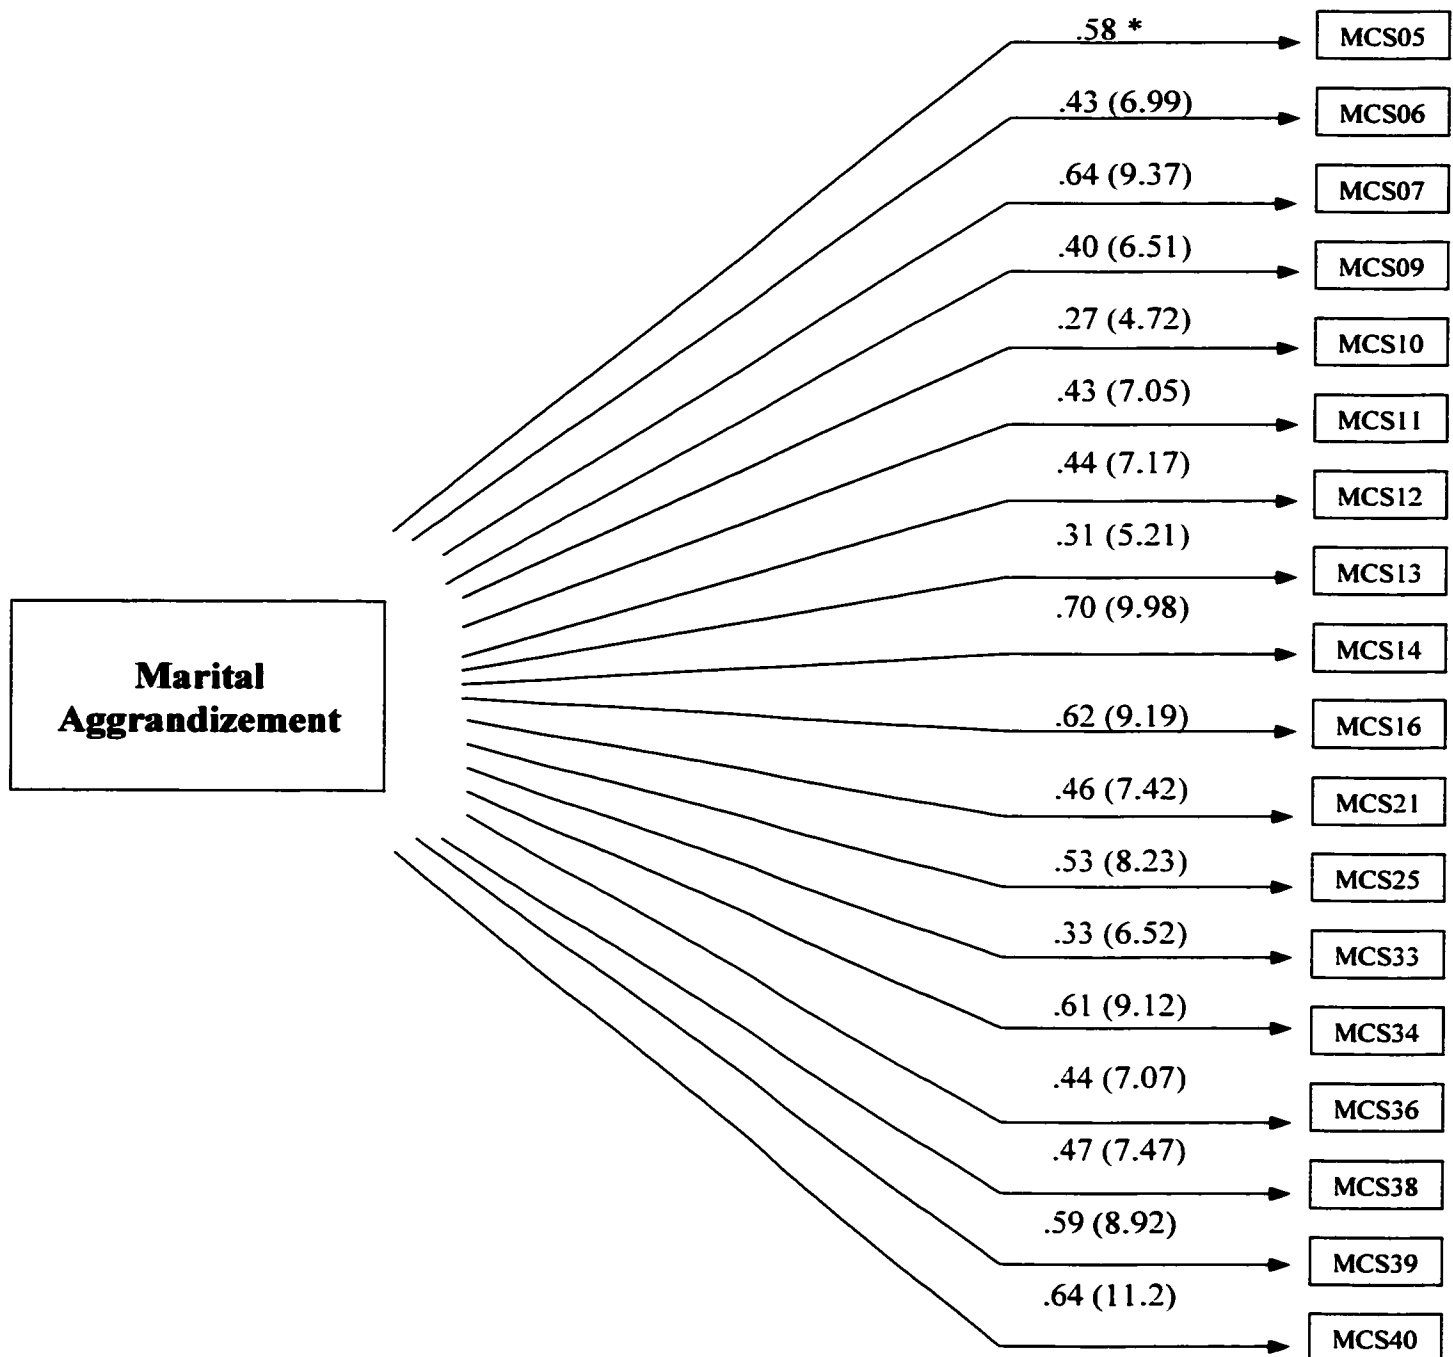 .58 * MCS05
.43 (6.99) MCS06
.64 (9.37) MCS07
.40 (6.51) MCS09
.27 (4.72) MCS10
.43 (7.05) MCS11
.44 (7.17) MCS12
.31 (5.21) MCS13
.70 (9.98) MCS14
Marital
Aggrandizement
.62 (9.19) MCS16
.46 (7.42) MCS21
.53 (8.23) MCS25
.33 (6.52) MCS33
.61 (9.12) MCS34
.44 (7.07) MCS36
.47 (7.47) MCS38
.59 (8.92) MCS39
.64 (11.2) MCS40